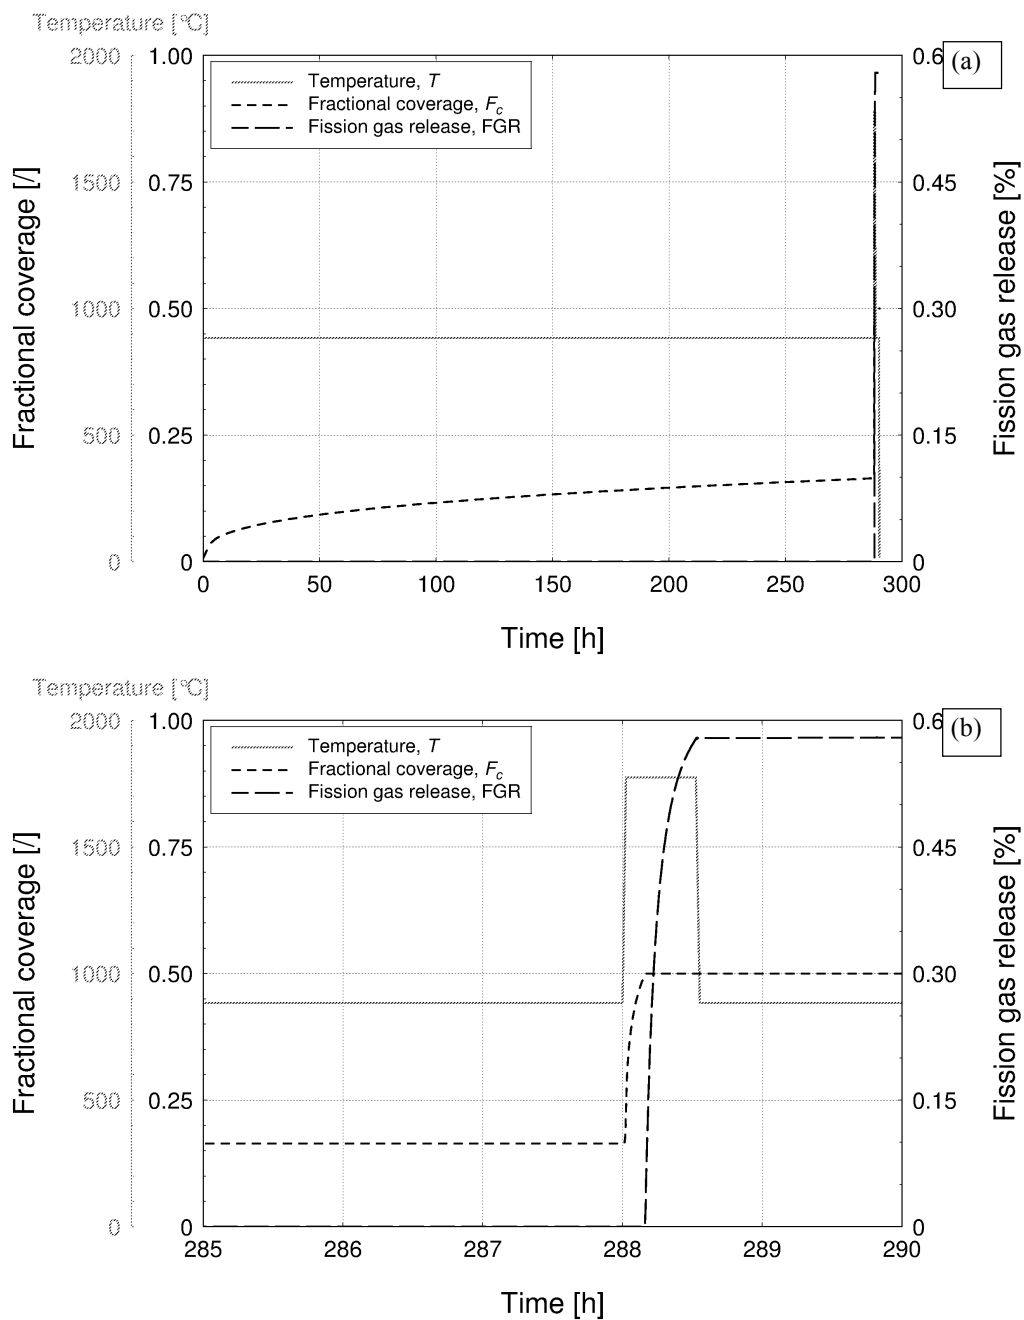 Temperature [°C]
2000 1.00 0.6 (a)
Temperature, T
Fractional coverage, Fc
Fission gas release, FGR
1500 0.75 0.45
1000 0.50 0.30
500 0.25 0.15
0 0 0
Fractional coverage [/]
Fission gas release [%]
0 50 100 150 200 250 300
Time [h]
Temperature [°C]
2000 1.00 0.6 (b)
Temperature, T
Fractional coverage, Fc
Fission gas release, FGR
1500 0.75 0.45
1000 0.50 0.30
500 0.25 0.15
0 0 0
Fractional coverage [/]
Fission gas release [%]
285 286 287 288 289 290
Time [h]